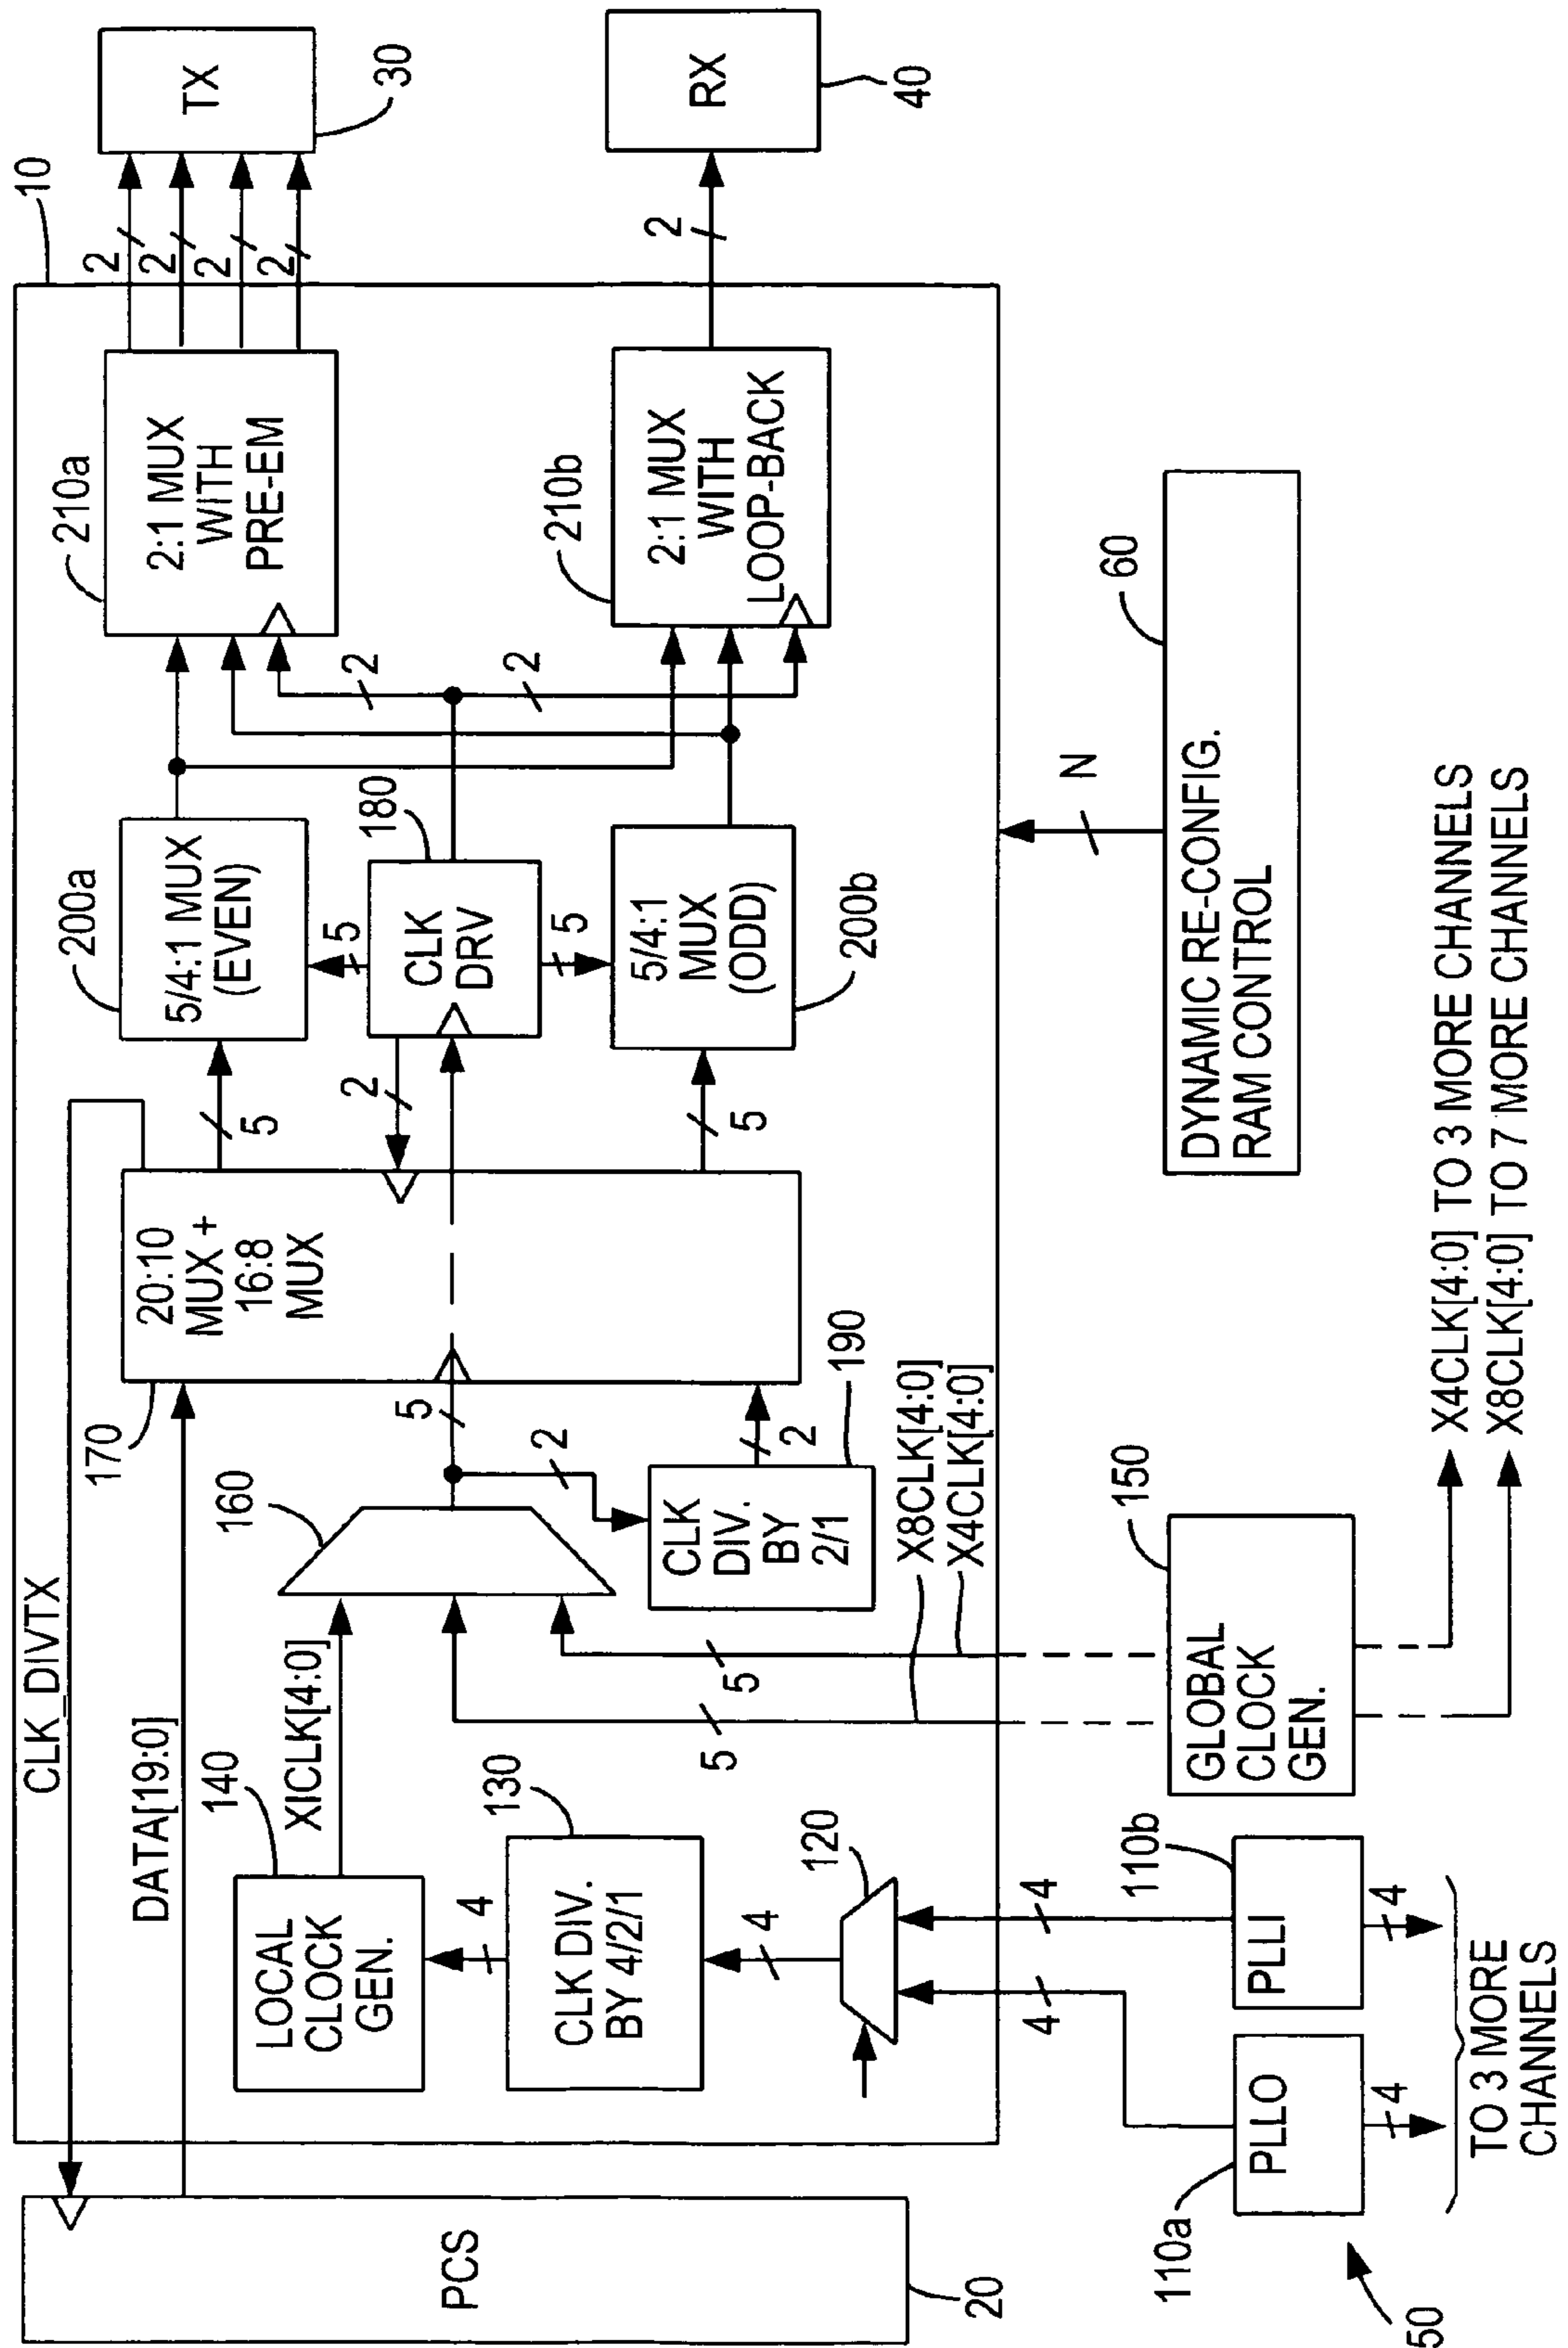 CLK_DIVTX
10
DATA[19:0]
PCS
20
170
20:10
MUX +
16:8
MUX
5
5
2
200a
5/4:1 MUX
(EVEN)
5
180
CLK
DRV
5
5/4:1
MUX
(ODD)
200b
2
2
210a
2:1 MUX
WITH
PRE-EM
2
2
2
2
TX
30
210b
2:1 MUX
WITH
LOOP-BACK
2
RX
40
140
LOCAL
CLOCK
GEN.
XICLK[4:0]
160
5
2
4
130
CLK DIV.
BY 4/2/1
4
120
CLK
DIV.
BY
2/1
2
190
5
5
X8CLK[4:0]
X4CLK[4:0]
4
4
110a
PLLO
4
110b
PLLI
4
TO 3 MORE
CHANNELS
50
150
GLOBAL
CLOCK
GEN.
X4CLK[4:0] TO 3 MORE CHANNELS
X8CLK[4:0] TO 7 MORE CHANNELS
N
60
DYNAMIC RE-CONFIG.
RAM CONTROL